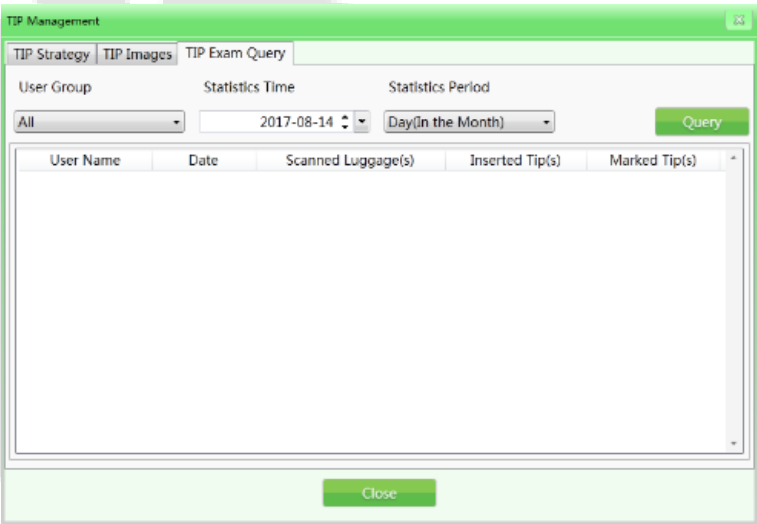 TIP Management
TIP Strategy TIP Images TIP Exam Query
User Group Statistics Time Statistics Period
All 2017-08-14 Day(In the Month) Query
User Name Date Scanned Luggage(s) Inserted Tip(s) Marked Tip(s)
Close